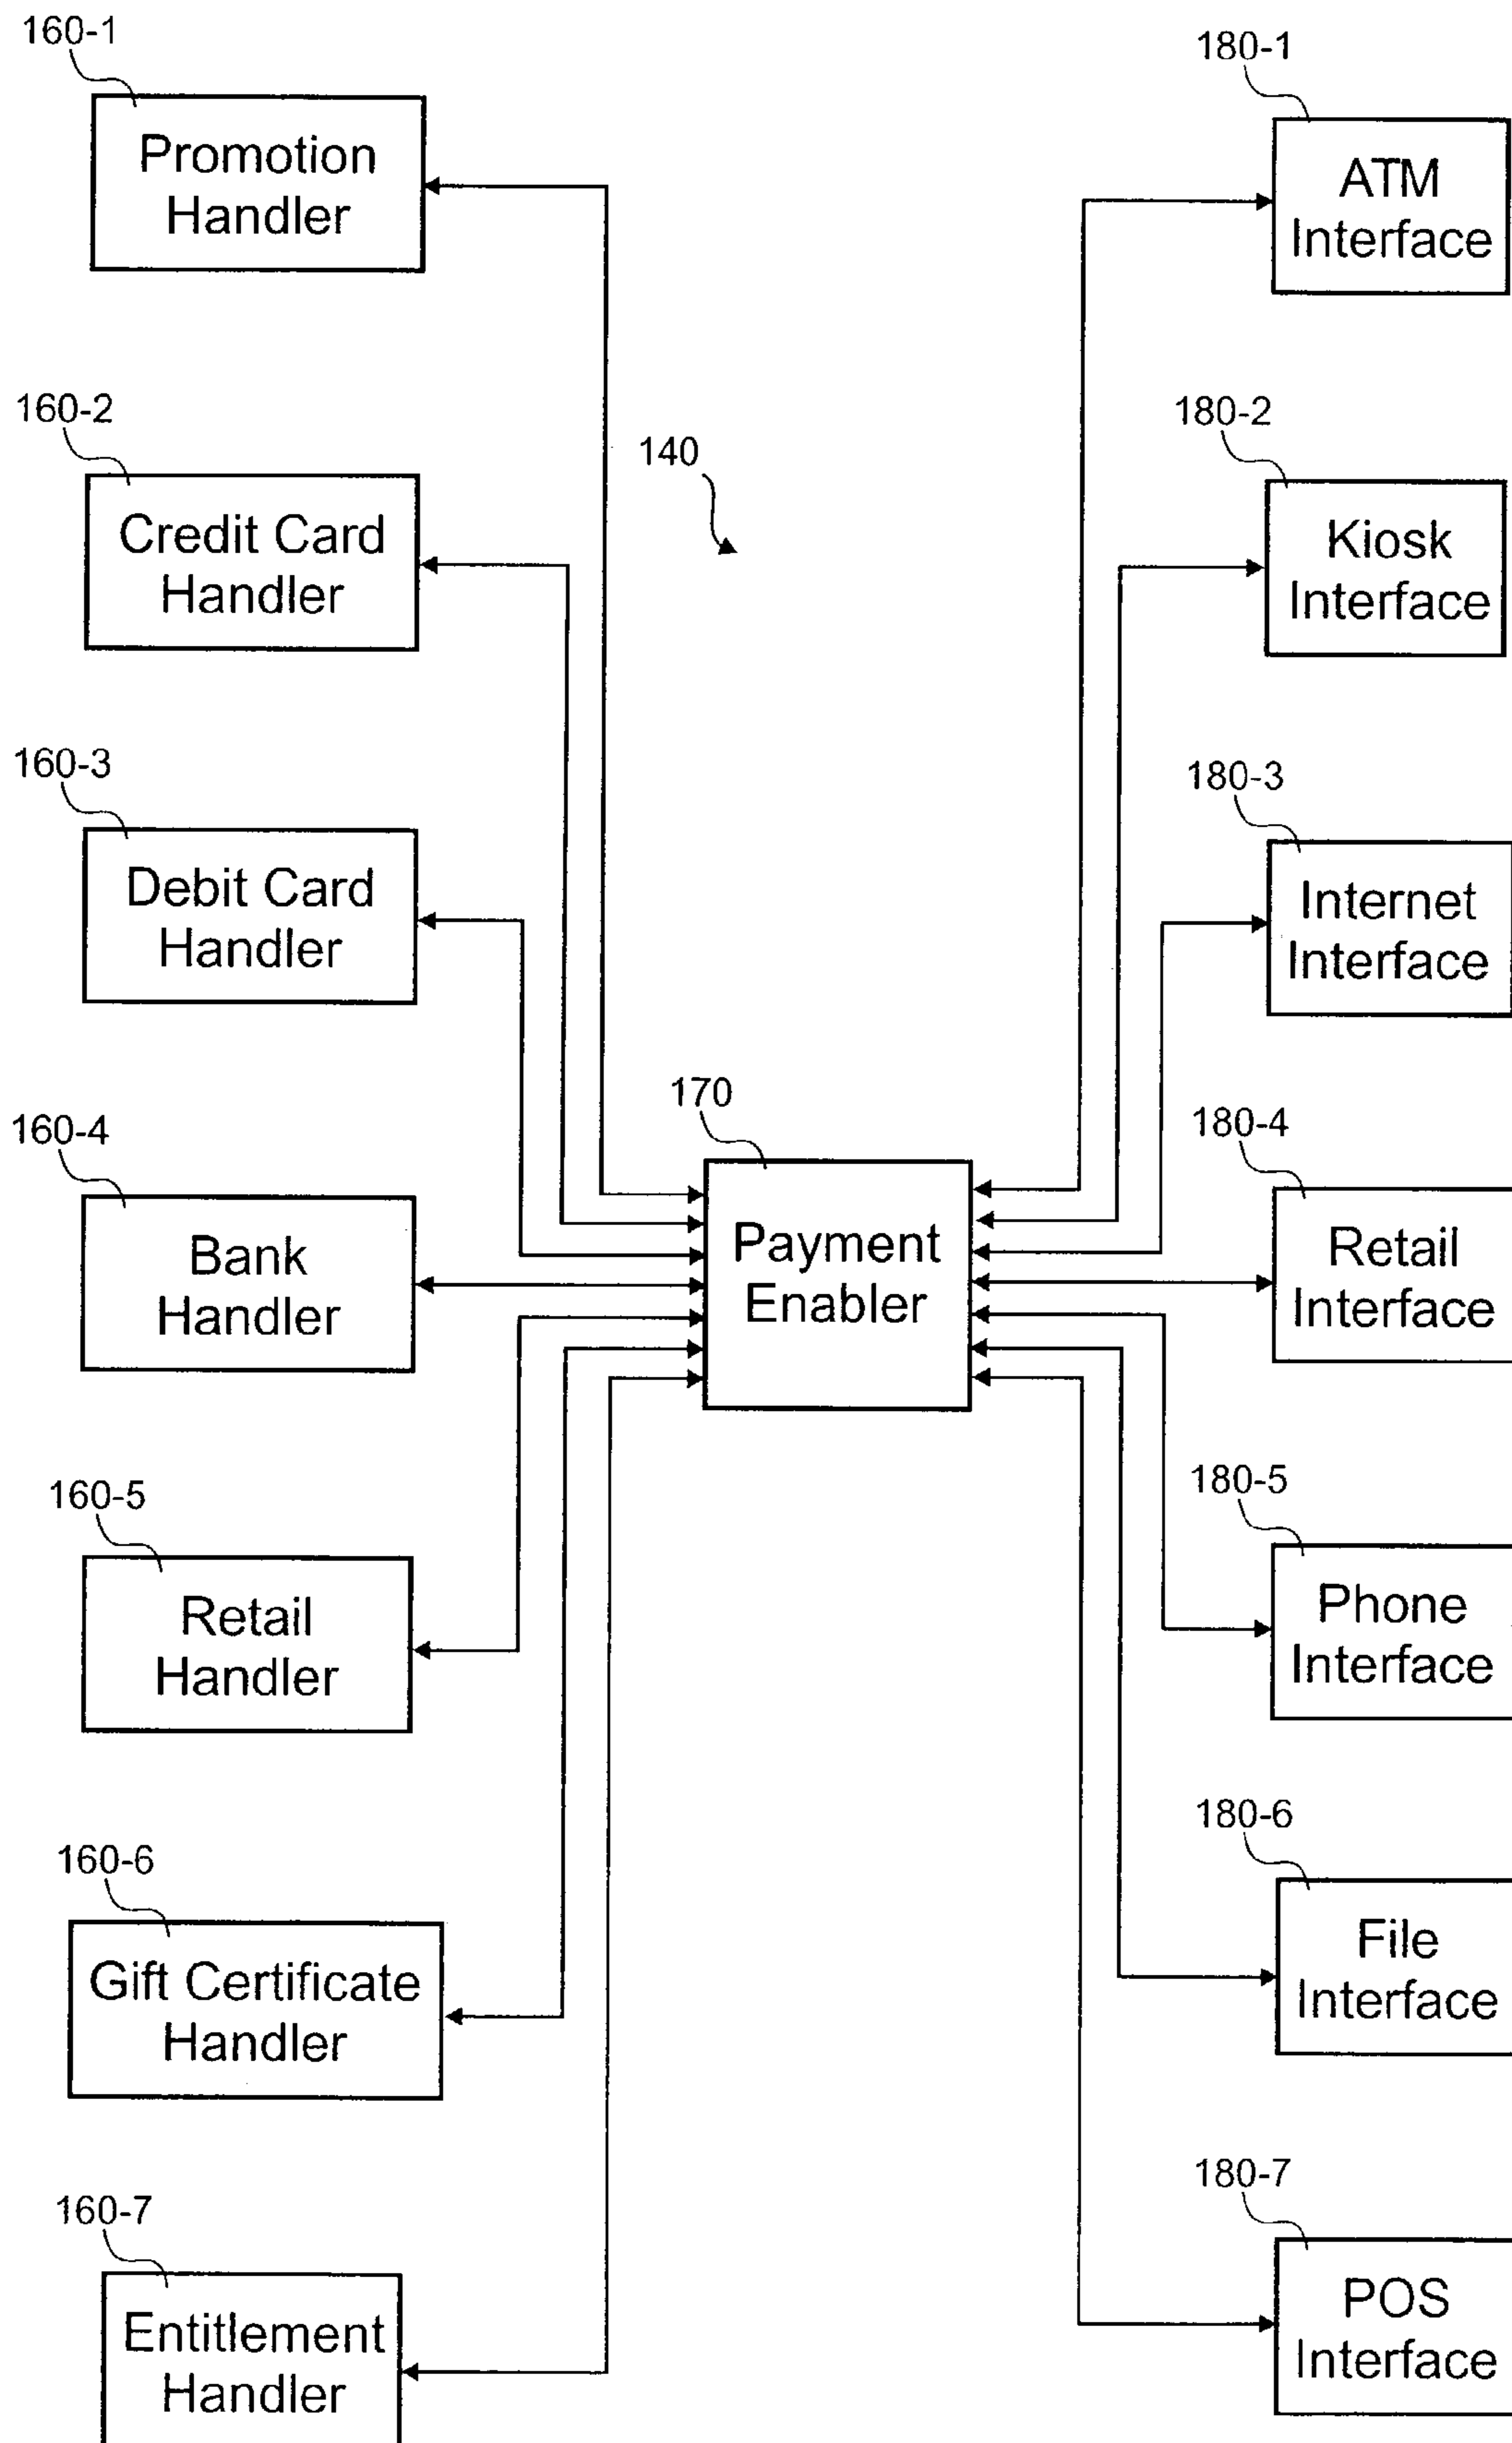 160-1
Promotion
Handler
160-2
Credit Card
Handler
160-3
Debit Card
Handler
160-4
Bank
Handler
160-5
Retail
Handler
160-6
Gift Certificate
Handler
160-7
Entitlement
Handler
140
170
Payment
Enabler
180-1
ATM
Interface
180-2
Kiosk
Interface
180-3
Internet
Interface
180-4
Retail
Interface
180-5
Phone
Interface
180-6
File
Interface
180-7
POS
Interface